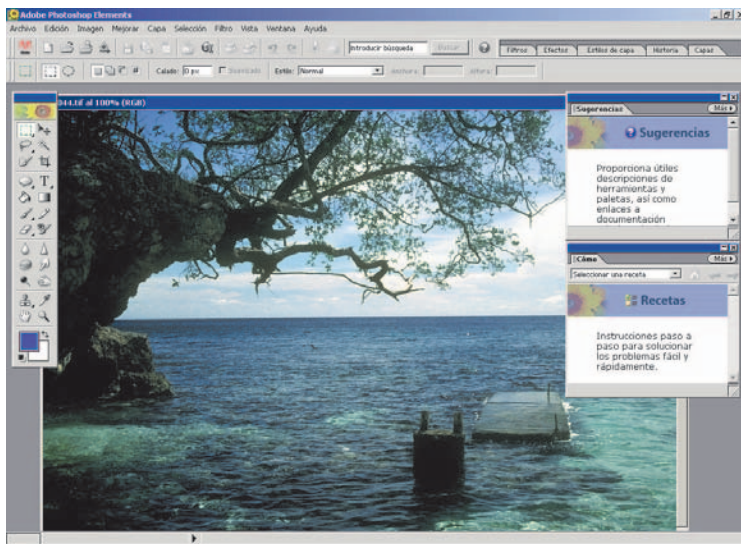 Adobe Photoshop Elements
Archivo Edición Imagen Mejorar Capa Selección Filtro Vista Ventana Ayuda
Introducir búsqueda Buscar Filtros Efectos Estilos de capa Historia Capas
Calado: 0 px Suavizado Estilo: Normal Anchura: Altura:
044.tif al 100% (RGB)
Sugerencias Más
Sugerencias
Proporciona útiles
descripciones de
herramientas y
paletas, así como
enlaces a
documentación
Cómo Más
Seleccionar una receta
Recetas
Instrucciones paso a
paso para solucionar
los problemas fácil y
rápidamente.